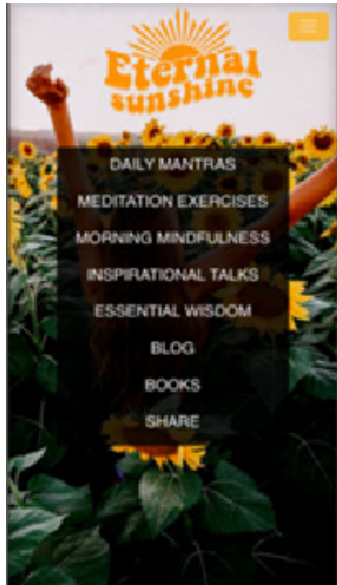 Eternal
sunshine
DAILY MANTRAS
MEDITATION EXERCISES
MORNING MINDFULNESS
INSPIRATIONAL TALKS
ESSENTIAL WISDOM
BLOG
BOOKS
SHARE